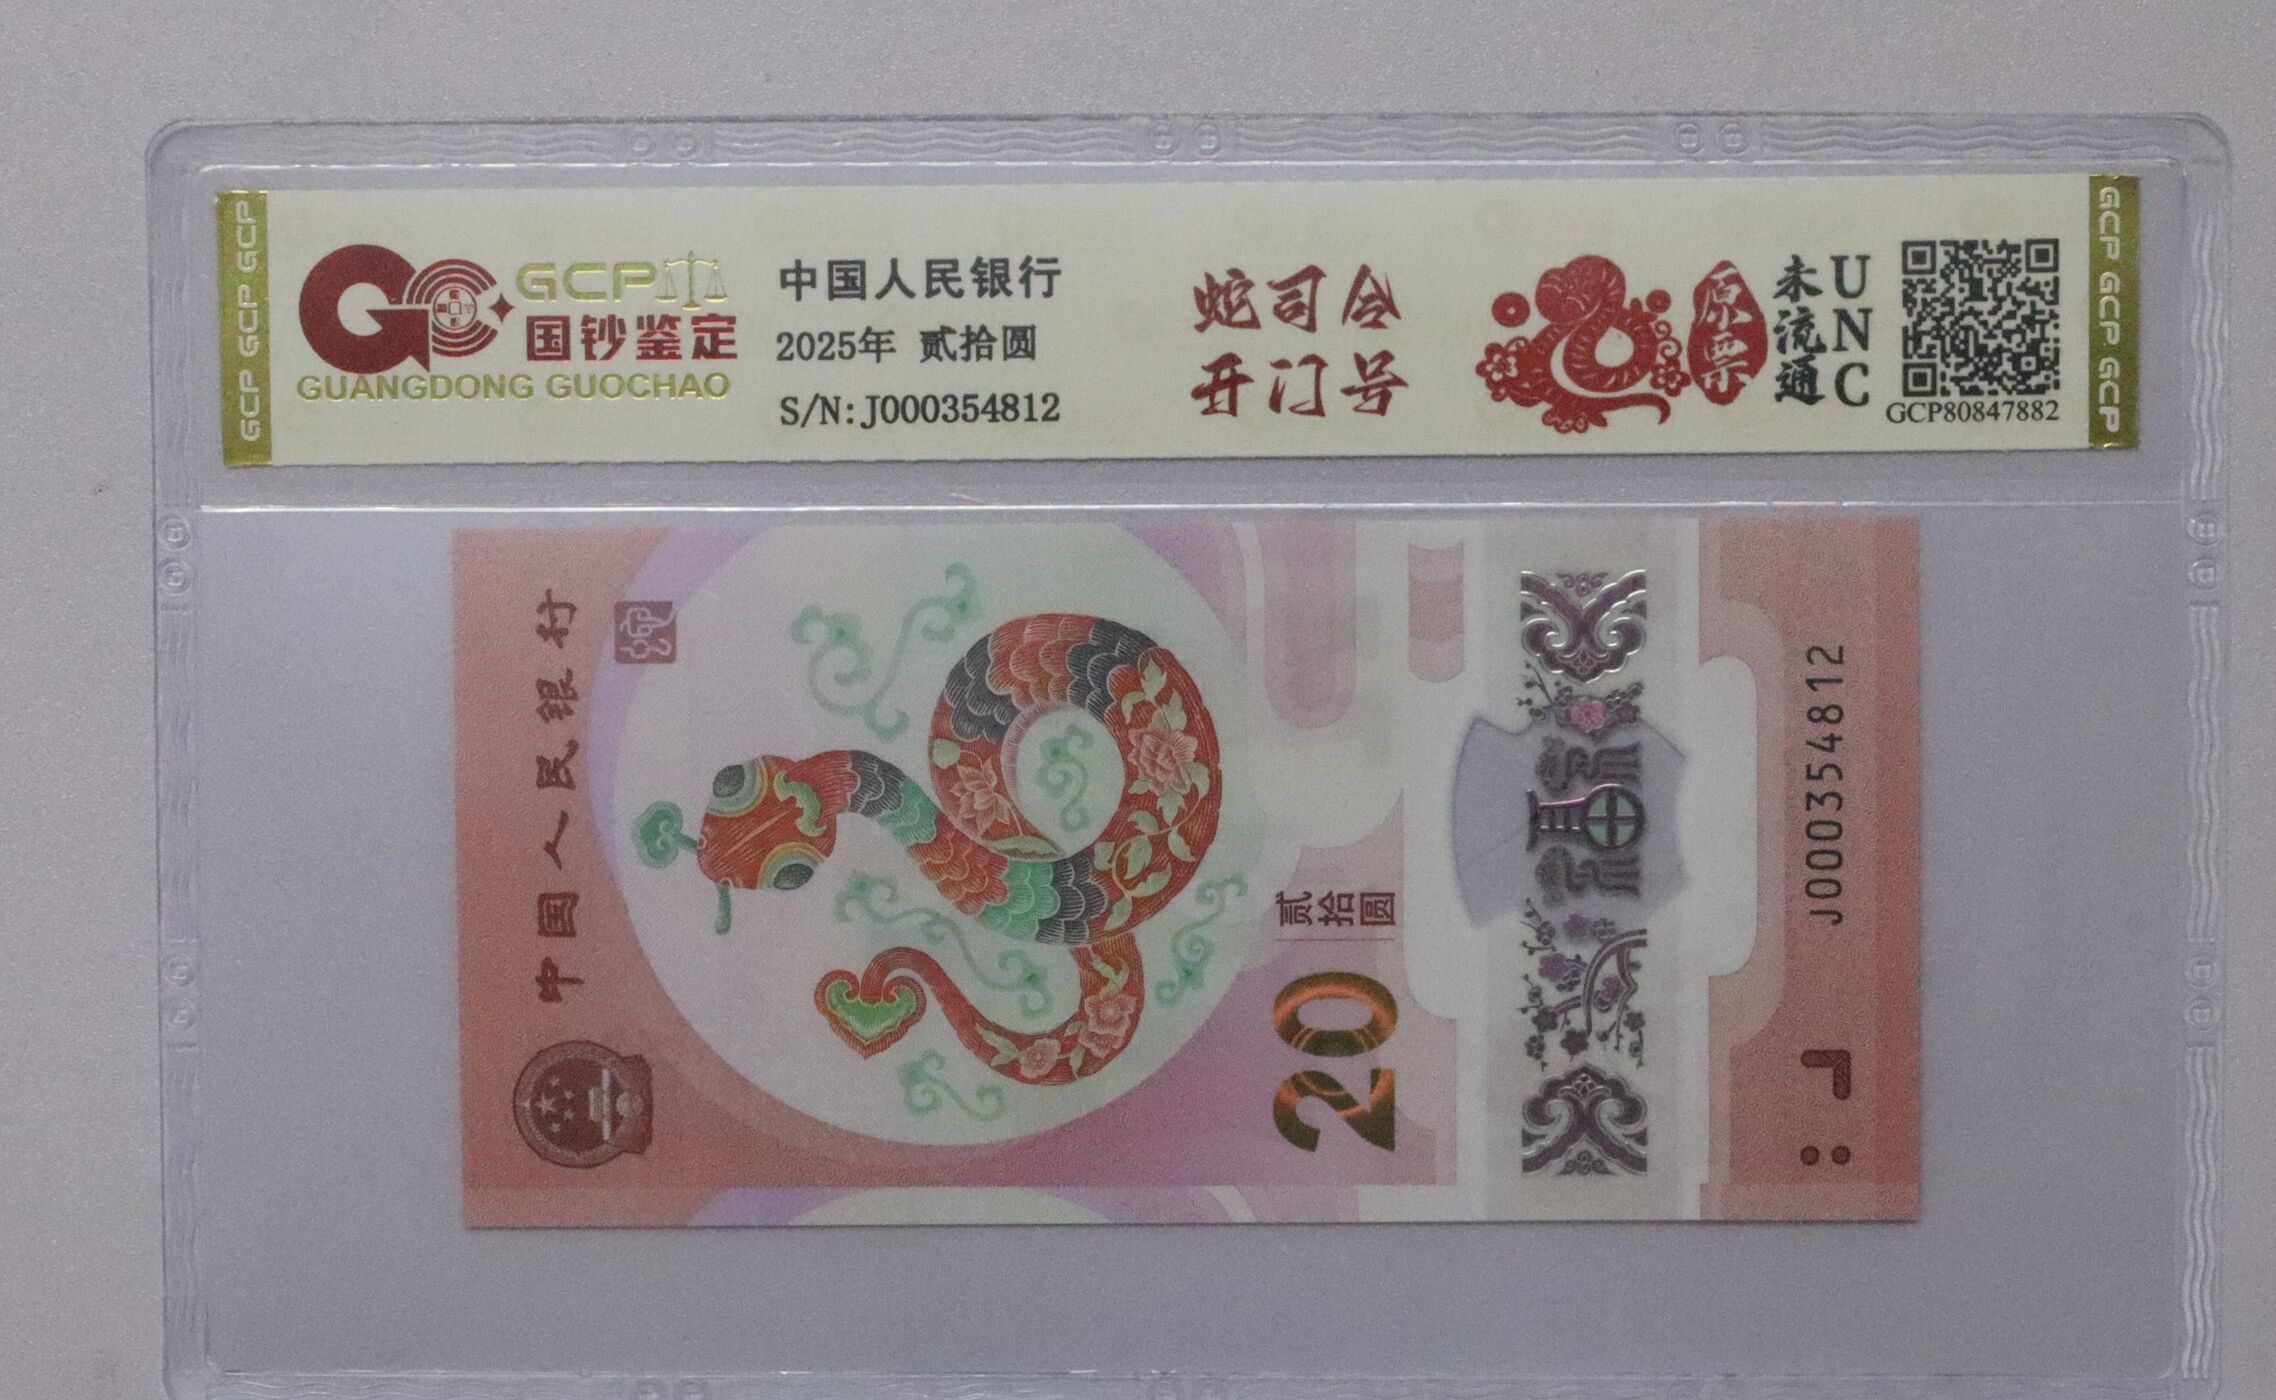 GCP GCP GCP
GCP
国钞鉴定
GUANGDONG GUOCHAO
中国人民银行
2025年 贰拾圆
S/N:J000354812
蛇司令
开门号
原票
未流通
UNC
GCP80847882
GCP GCP GCP
中国人民银行
贰拾圆
20
福
J000354812